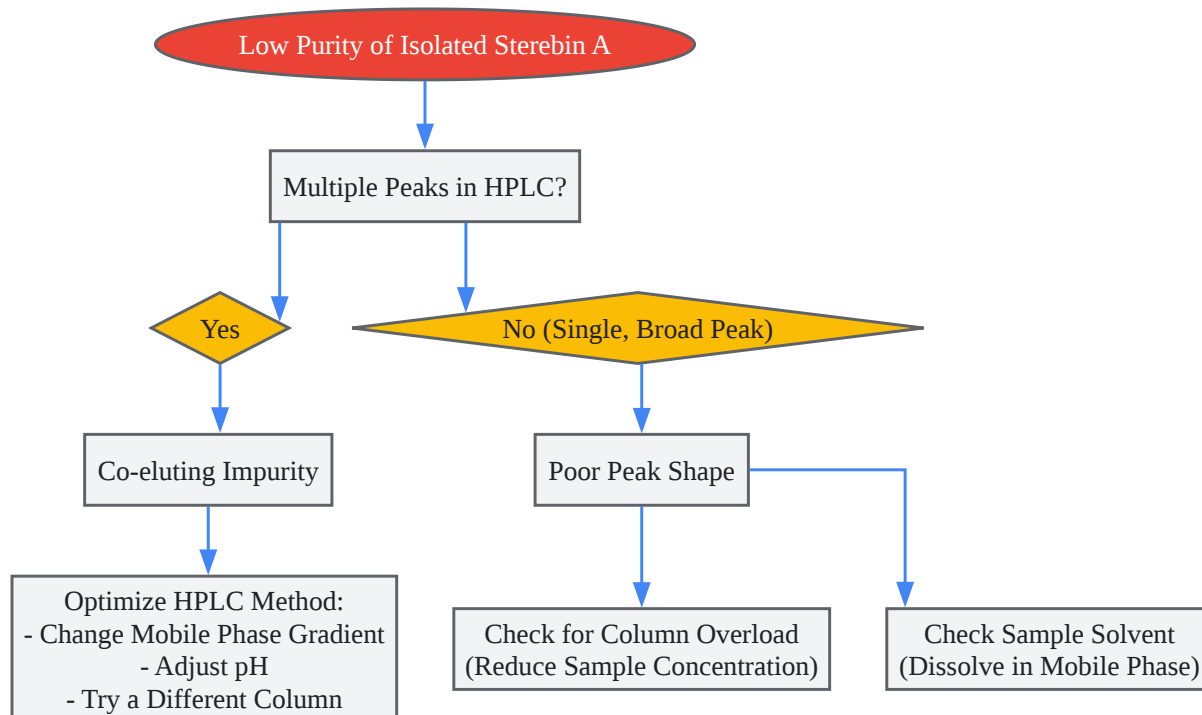 Low Purity of Isolated Sterebin A
Multiple Peaks in HPLC?
Yes
No (Single, Broad Peak)
Co-eluting Impurity
Poor Peak Shape
Optimize HPLC Method:
- Change Mobile Phase Gradient
- Adjust pH
- Try a Different Column
Check for Column Overload
(Reduce Sample Concentration)
Check Sample Solvent
(Dissolve in Mobile Phase)